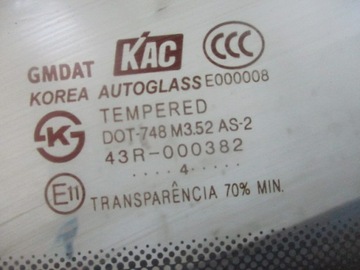 GMDAT KAC CCC
KOREA AUTOGLASS E000008
TEMPERED
DOT-748 M3.52 AS-2
43R-000382
.... 4 .....
E11 TRANSPARÊNCIA 70% MIN.